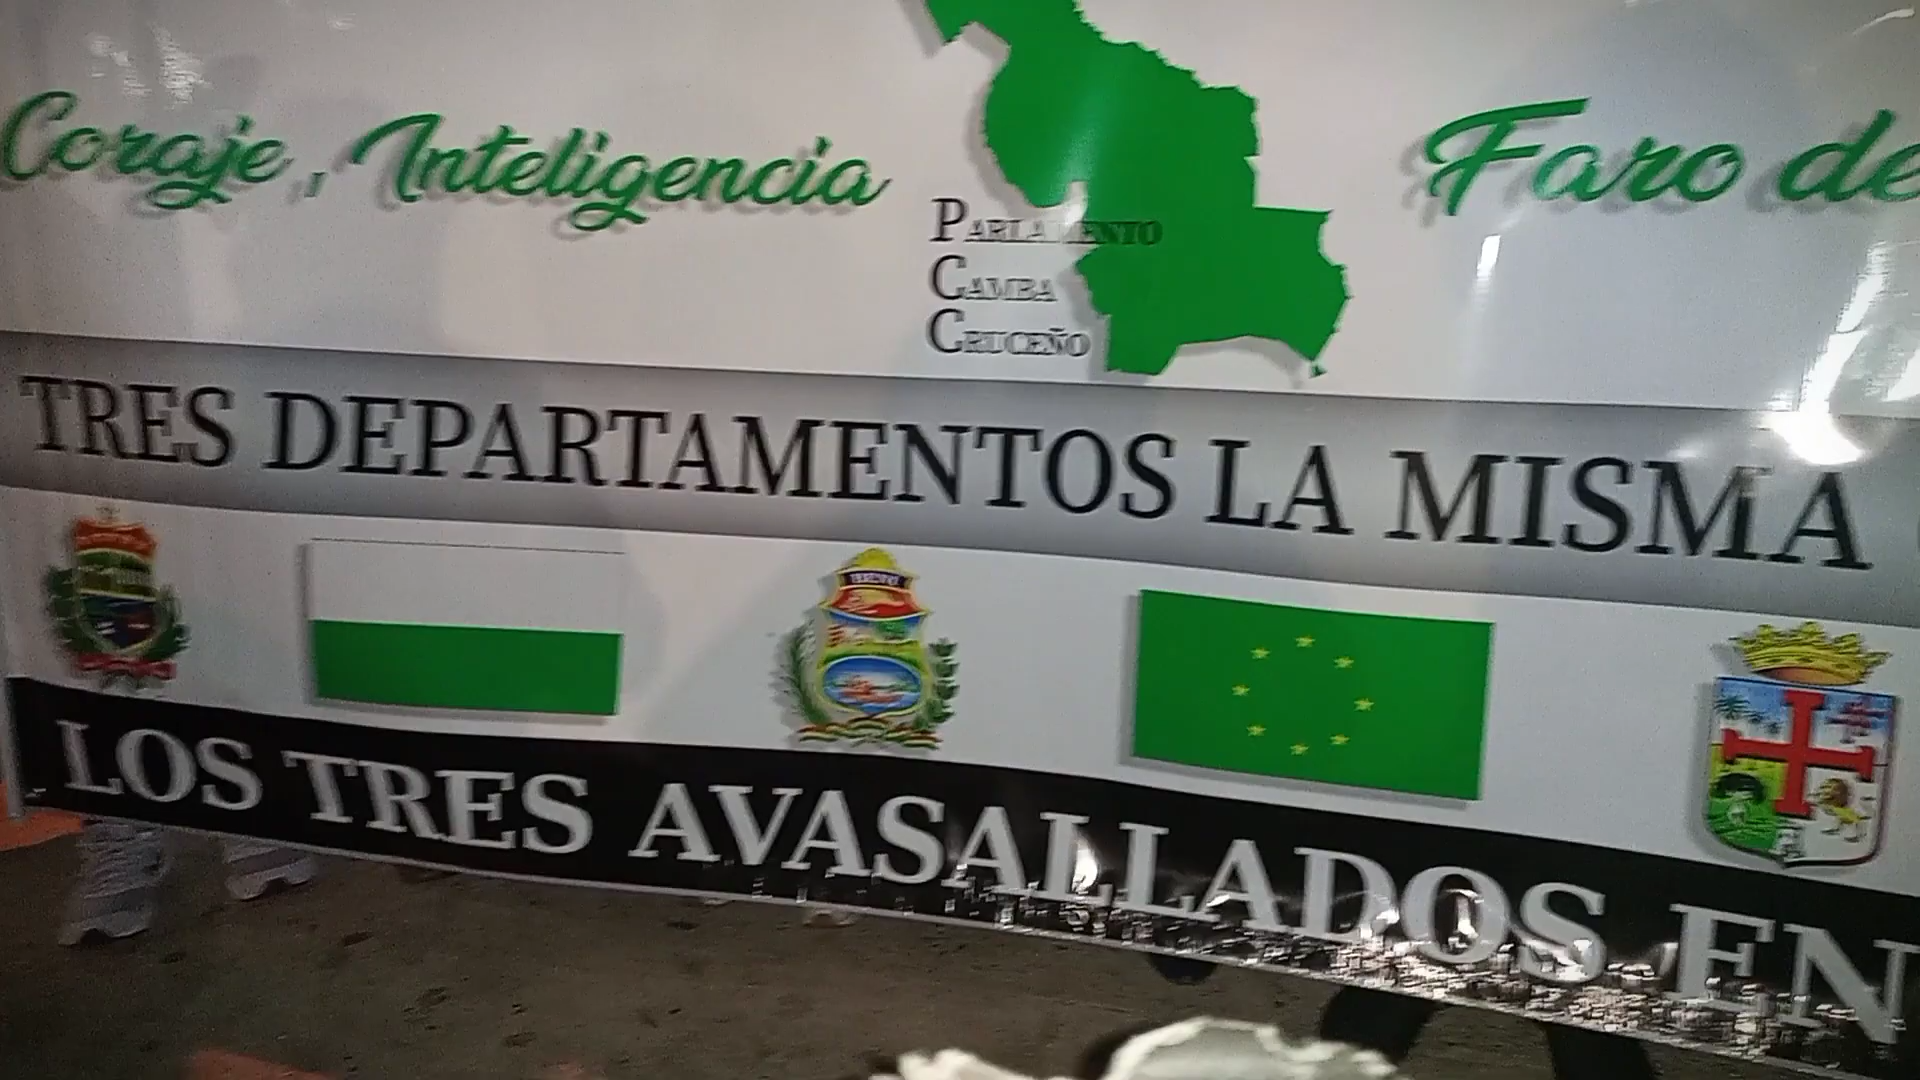 Coraje, Inteligencia
Faro de
PARLAMENTO
CAMBA
CRUCEÑO
TRES DEPARTAMENTOS LA MISMA
LOS TRES AVASALLADOS EN